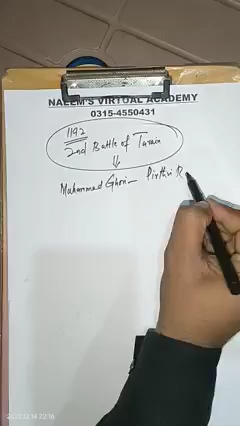 NAEEM'S VIRTUAL ACADEMY
0315-4550431
1192
2nd Battle of Tarain
Muhammad Ghori - Pirthvi R
2023.12.14 22:16